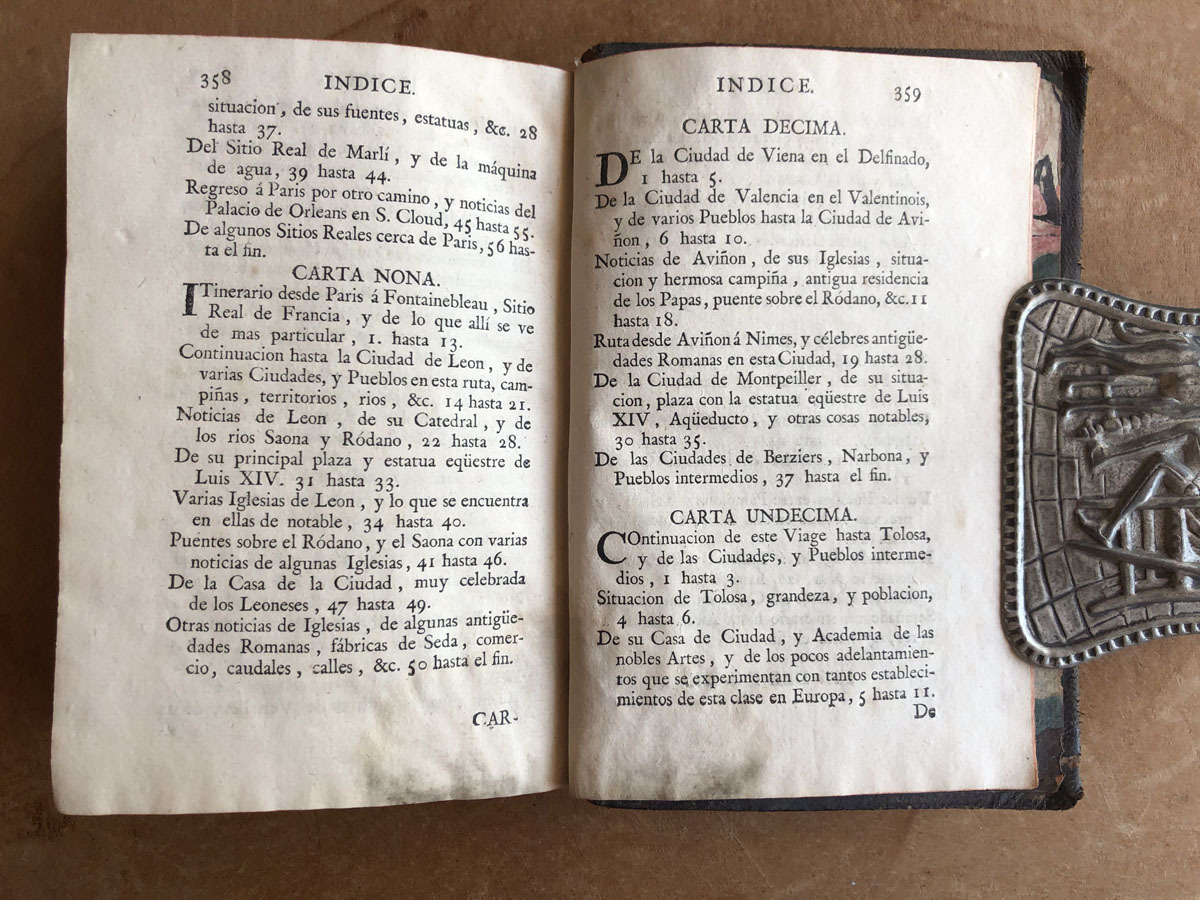 358 INDICE.
situacion, de sus fuentes, estatuas, &c. 28
hasta 37.
Del Sitio Real de Marlí, y de la máquina
de agua, 39 hasta 44.
Regreso á Paris por otro camino, y noticias del
Palacio de Orleans en S. Cloud, 45 hasta 55.
De algunos Sitios Reales cerca de Paris, 56 has-
ta el fin.
CARTA NONA.
ITinerario desde Paris á Fontainebleau, Sitio
Real de Francia, y de lo que allí se ve
de mas particular, 1. hasta 13.
Continuacion hasta la Ciudad de Leon, y de
varias Ciudades, y Pueblos en esta ruta, cam-
piñas, territorios, rios, &c. 14 hasta 21.
Noticias de Leon, de su Catedral, y de
los rios Saona y Ródano, 22 hasta 28.
De su principal plaza y estatua eqüestre de
Luis XIV. 31 hasta 33.
Varias Iglesias de Leon, y lo que se encuentra
en ellas de notable, 34 hasta 40.
Puentes sobre el Ródano, y el Saona con varias
noticias de algunas Iglesias, 41 hasta 46.
De la Casa de la Ciudad, muy celebrada
de los Leoneses, 47 hasta 49.
Otras noticias de Iglesias, de algunas antigüe-
dades Romanas, fábricas de Seda, comer-
cio, caudales, calles, &c. 50 hasta el fin.
CAR-
INDICE. 359
CARTA DECIMA.
DE la Ciudad de Viena en el Delfinado,
1 hasta 5.
De la Ciudad de Valencia en el Valentinois,
y de varios Pueblos hasta la Ciudad de Avi-
ñon, 6 hasta 10.
Noticias de Aviñon, de sus Iglesias, situa-
cion y hermosa campiña, antigua residencia
de los Papas, puente sobre el Ródano, &c. 11
hasta 18.
Ruta desde Aviñon á Nimes, y célebres antigüe-
dades Romanas en esta Ciudad, 19 hasta 28.
De la Ciudad de Montpeiller, de su situa-
cion, plaza con la estatua eqüestre de Luis
XIV, Aqüeducto, y otras cosas notables,
30 hasta 35.
De las Ciudades de Berziers, Narbona, y
Pueblos intermedios, 37 hasta el fin.
CARTA UNDECIMA.
COntinuacion de este Viage hasta Tolosa,
y de las Ciudades, y Pueblos interme-
dios, 1 hasta 3.
Situacion de Tolosa, grandeza, y poblacion,
4 hasta 6.
De su Casa de Ciudad, y Academia de las
nobles Artes, y de los pocos adelantamien-
tos que se experimentan con tantos estableci-
mientos de esta clase en Europa, 5 hasta 11.
De